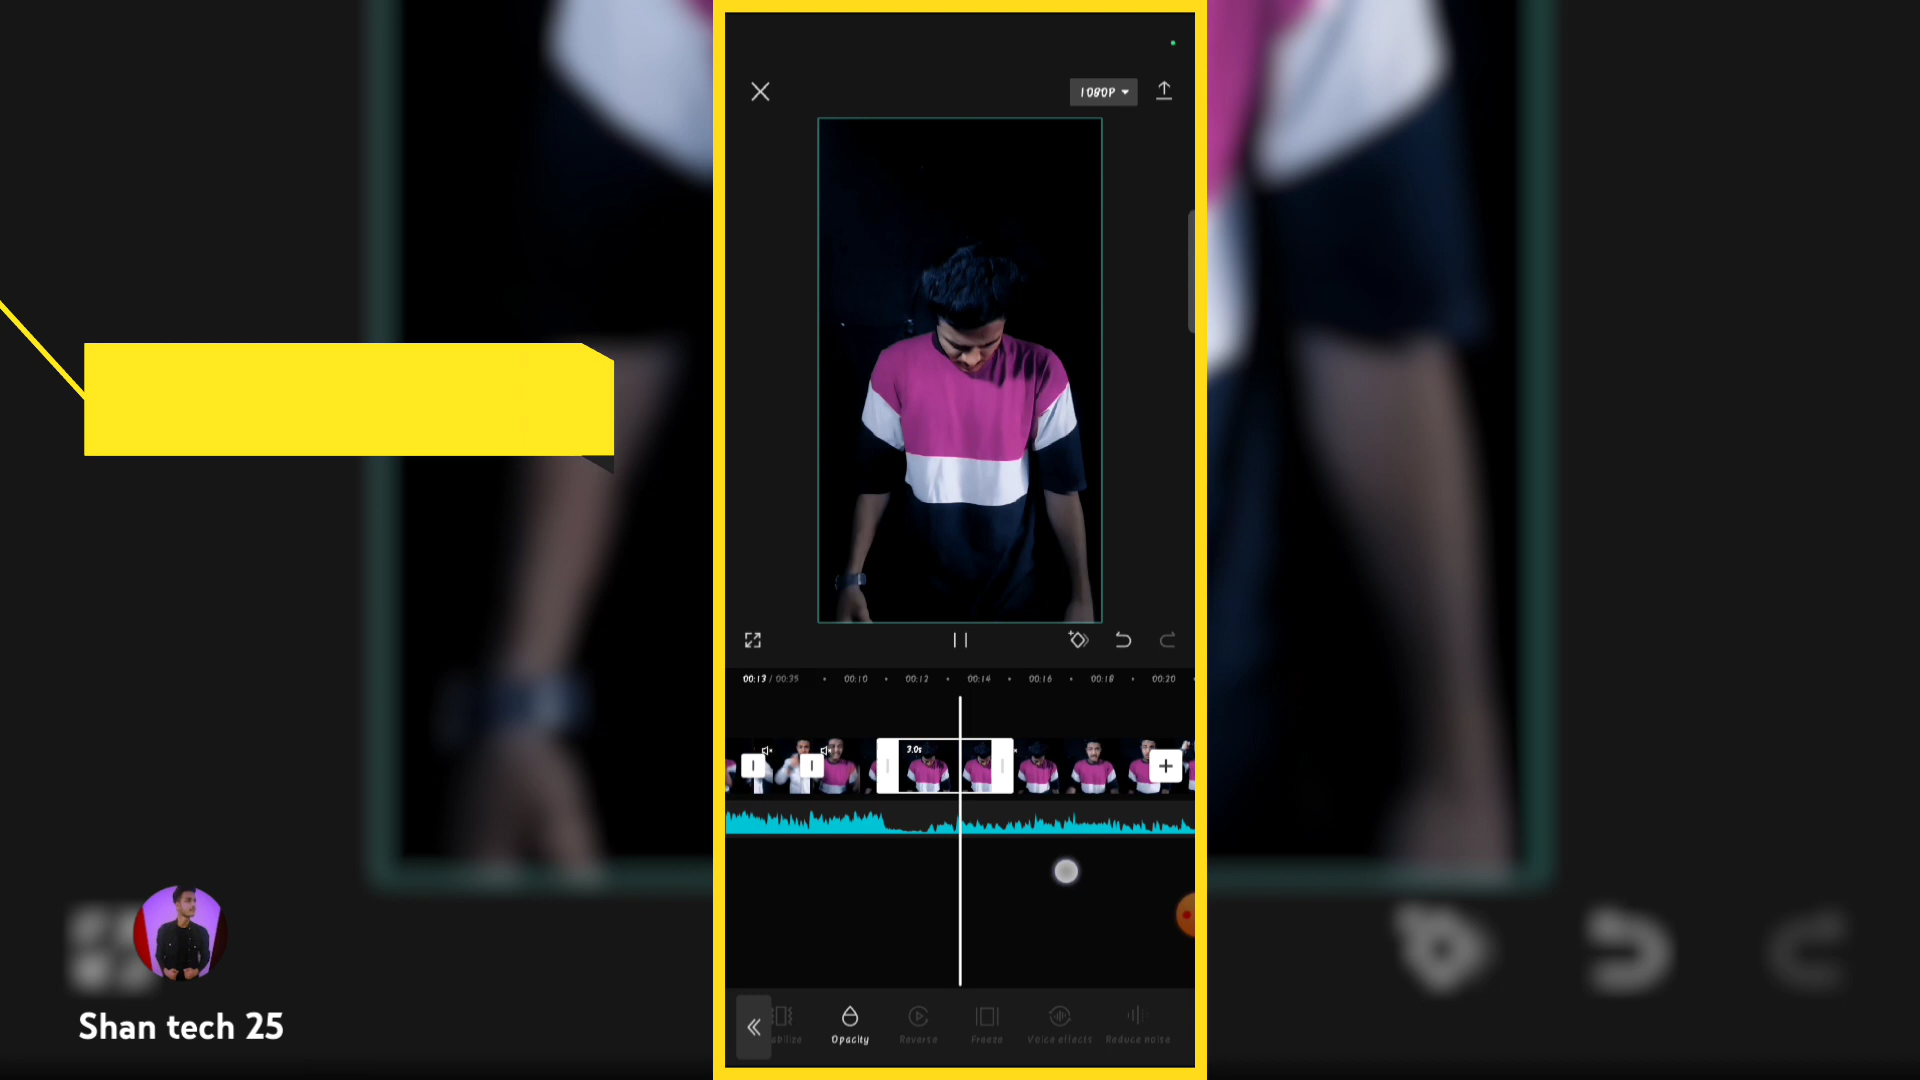 1080P
00:13 / 00:35 00:10 00:12 00:14 00:16 00:18 00:20
3.0s
Opacity Reverse Freeze Voice effects Reduce noise
Shan tech 25